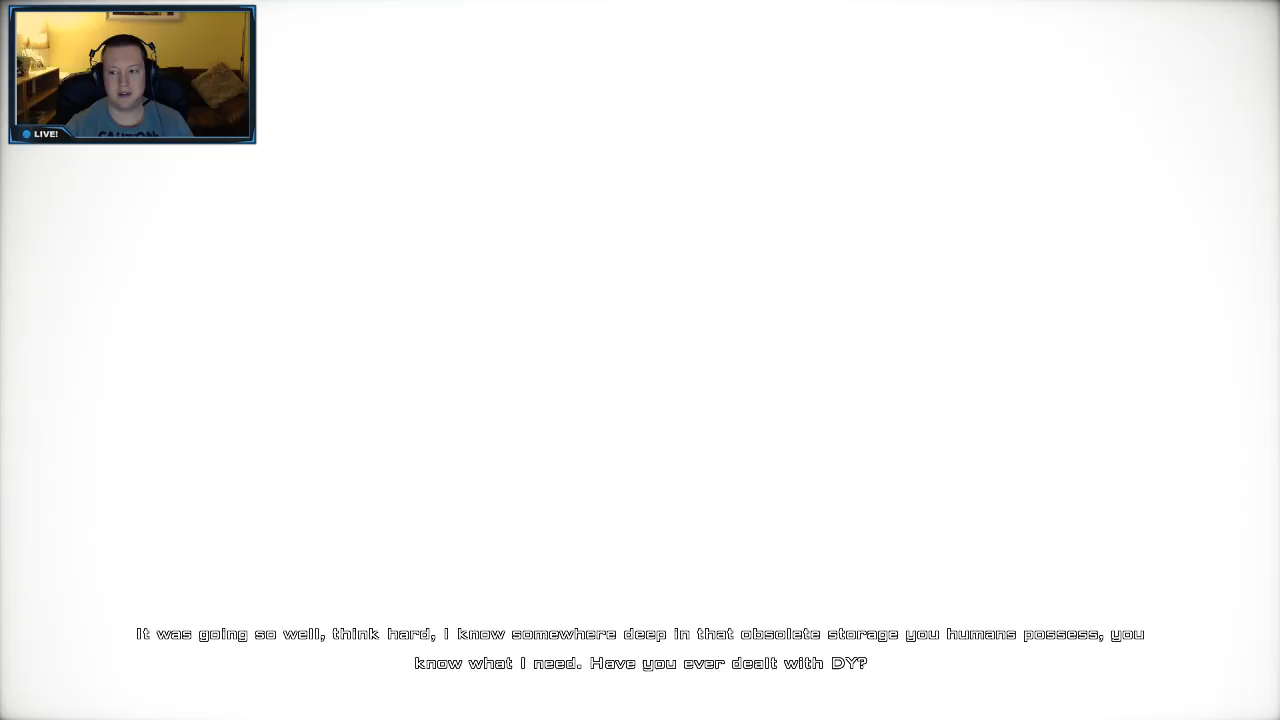 LIVE!
CAUTION
It was going so well, think hard, I know somewhere deep in that obsolete storage you humans possess, you
know what I need. Have you ever dealt with DY?